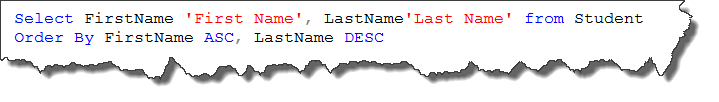 Select FirstName 'First Name', LastName'Last Name' from Student
Order By FirstName ASC, LastName DESC